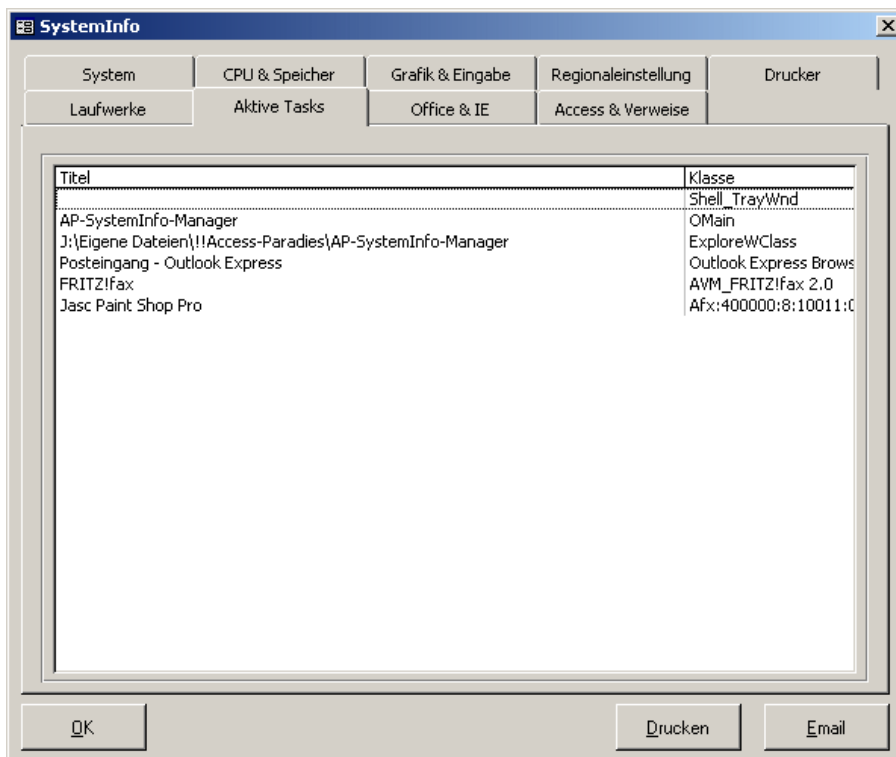 SystemInfo
System CPU & Speicher Grafik & Eingabe Regionaleinstellung Drucker
Laufwerke Aktive Tasks Office & IE Access & Verweise
Titel Klasse
Shell_TrayWnd
AP-SystemInfo-Manager OMain
J:\Eigene Dateien\!!Access-Paradies\AP-SystemInfo-Manager ExploreWClass
Posteingang - Outlook Express Outlook Express Brows
FRITZ!fax AVM_FRITZ!fax 2.0
Jasc Paint Shop Pro Afx:400000:8:10011:0
OK Drucken Email